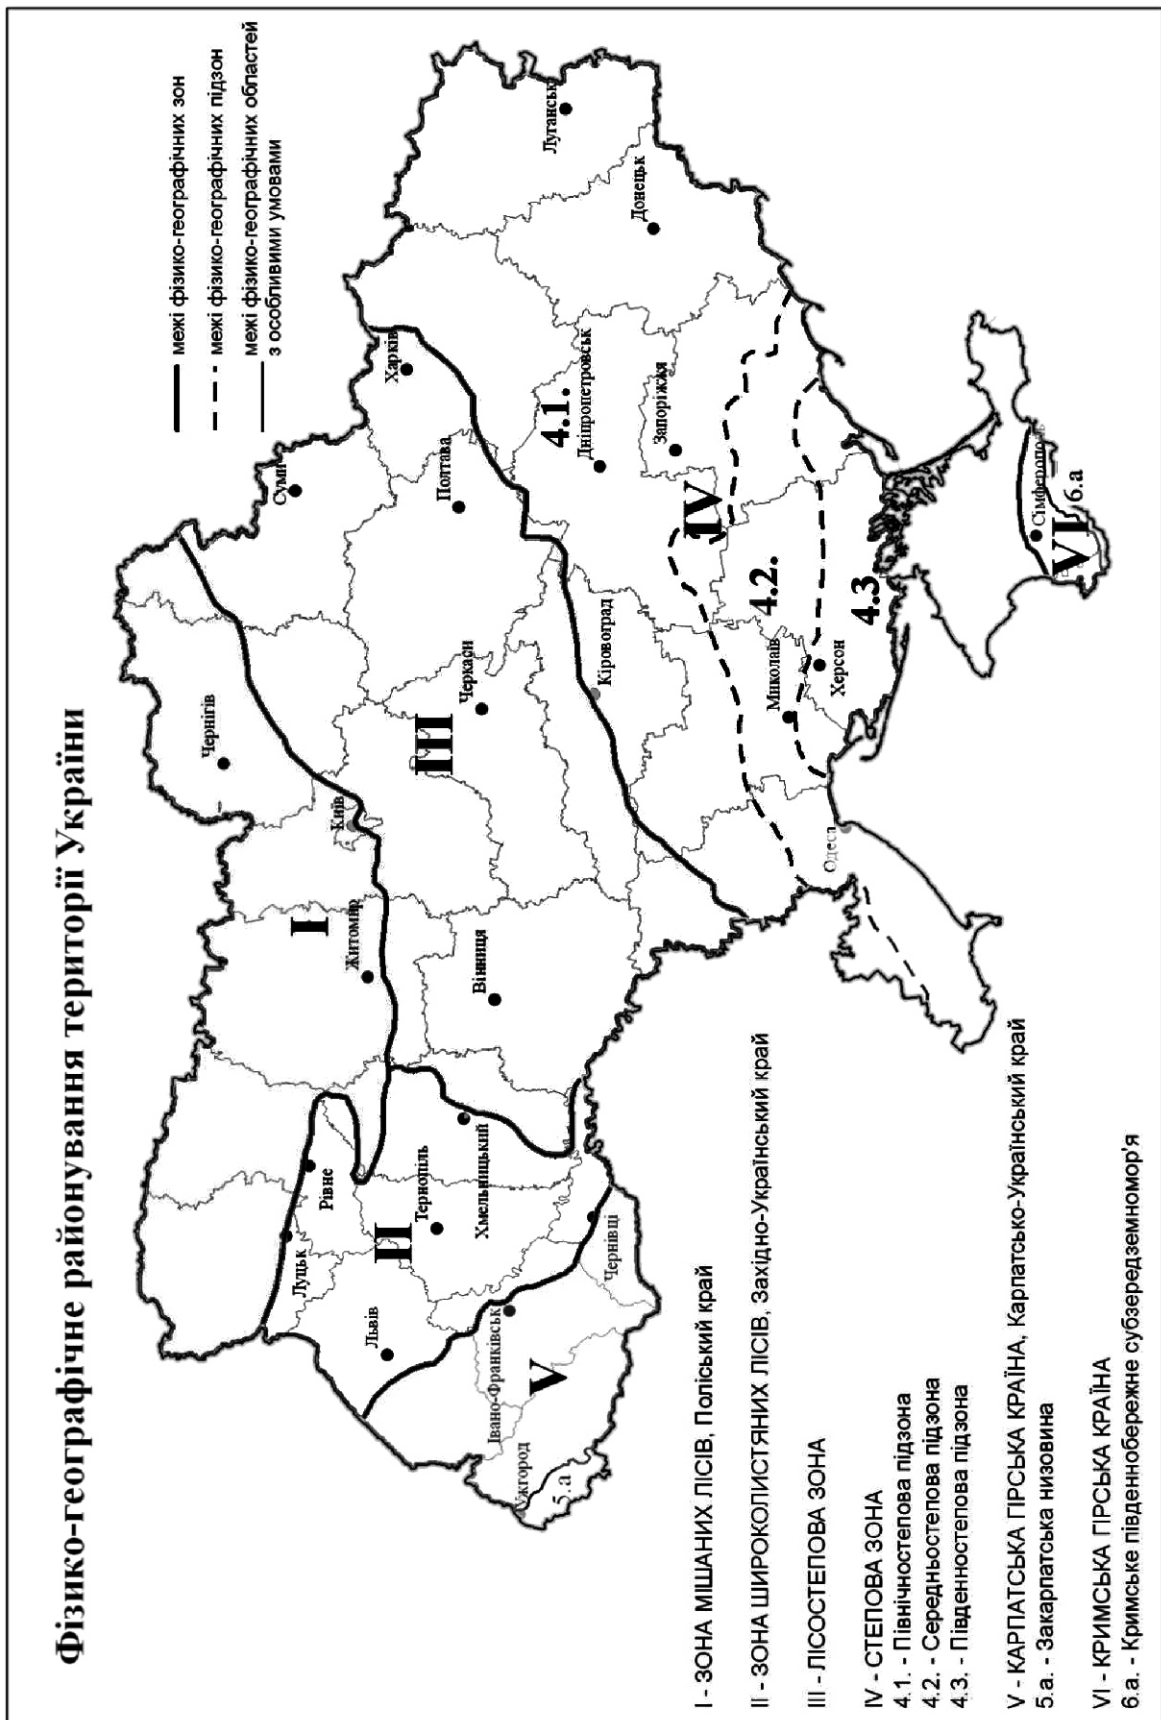 Фізико-географічне районування території України
межі фізико-географічних зон
межі фізико-географічних підзон
межі фізико-географічних областей
з особливими умовами
Чернігів
Суми
Луцьк
Рівне
I
Житомир
Київ
Харків
Луганськ
Львів
II
Тернопіль
Хмельницький
III
Полтава
Черкаси
Вінниця
Івано-Франківськ
V
Ужгород
5.а
Чернівці
Кіровоград
4.1.
Дніпропетровськ
Донецьк
Запоріжжя
IV
4.2.
Миколаїв
Херсон
4.3
Одеса
Сімферополь
VI
6.а
I - ЗОНА МІШАНИХ ЛІСІВ, Поліський край
II - ЗОНА ШИРОКОЛИСТЯНИХ ЛІСІВ, Західно-Український край
III - ЛІСОСТЕПОВА ЗОНА
IV - СТЕПОВА ЗОНА
4.1. - Північностепова підзона
4.2. - Середньостепова підзона
4.3. - Південностепова підзона
V - КАРПАТСЬКА ГІРСЬКА КРАЇНА, Карпатсько-Український край
5.а. - Закарпатська низовина
VI - КРИМСЬКА ГІРСЬКА КРАЇНА
6.а. - Кримське південнобережне субзередземномор'я